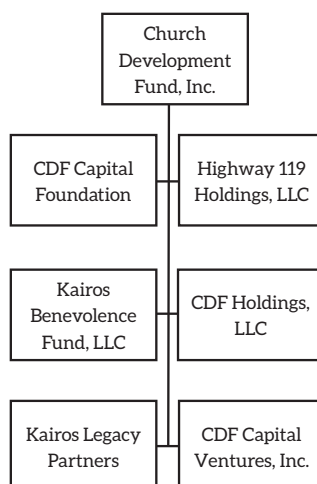 Church
Development
Fund, Inc.
CDF Capital
Foundation
Highway 119
Holdings, LLC
Kairos
Benevolence
Fund, LLC
CDF Holdings,
LLC
Kairos Legacy
Partners
CDF Capital
Ventures, Inc.